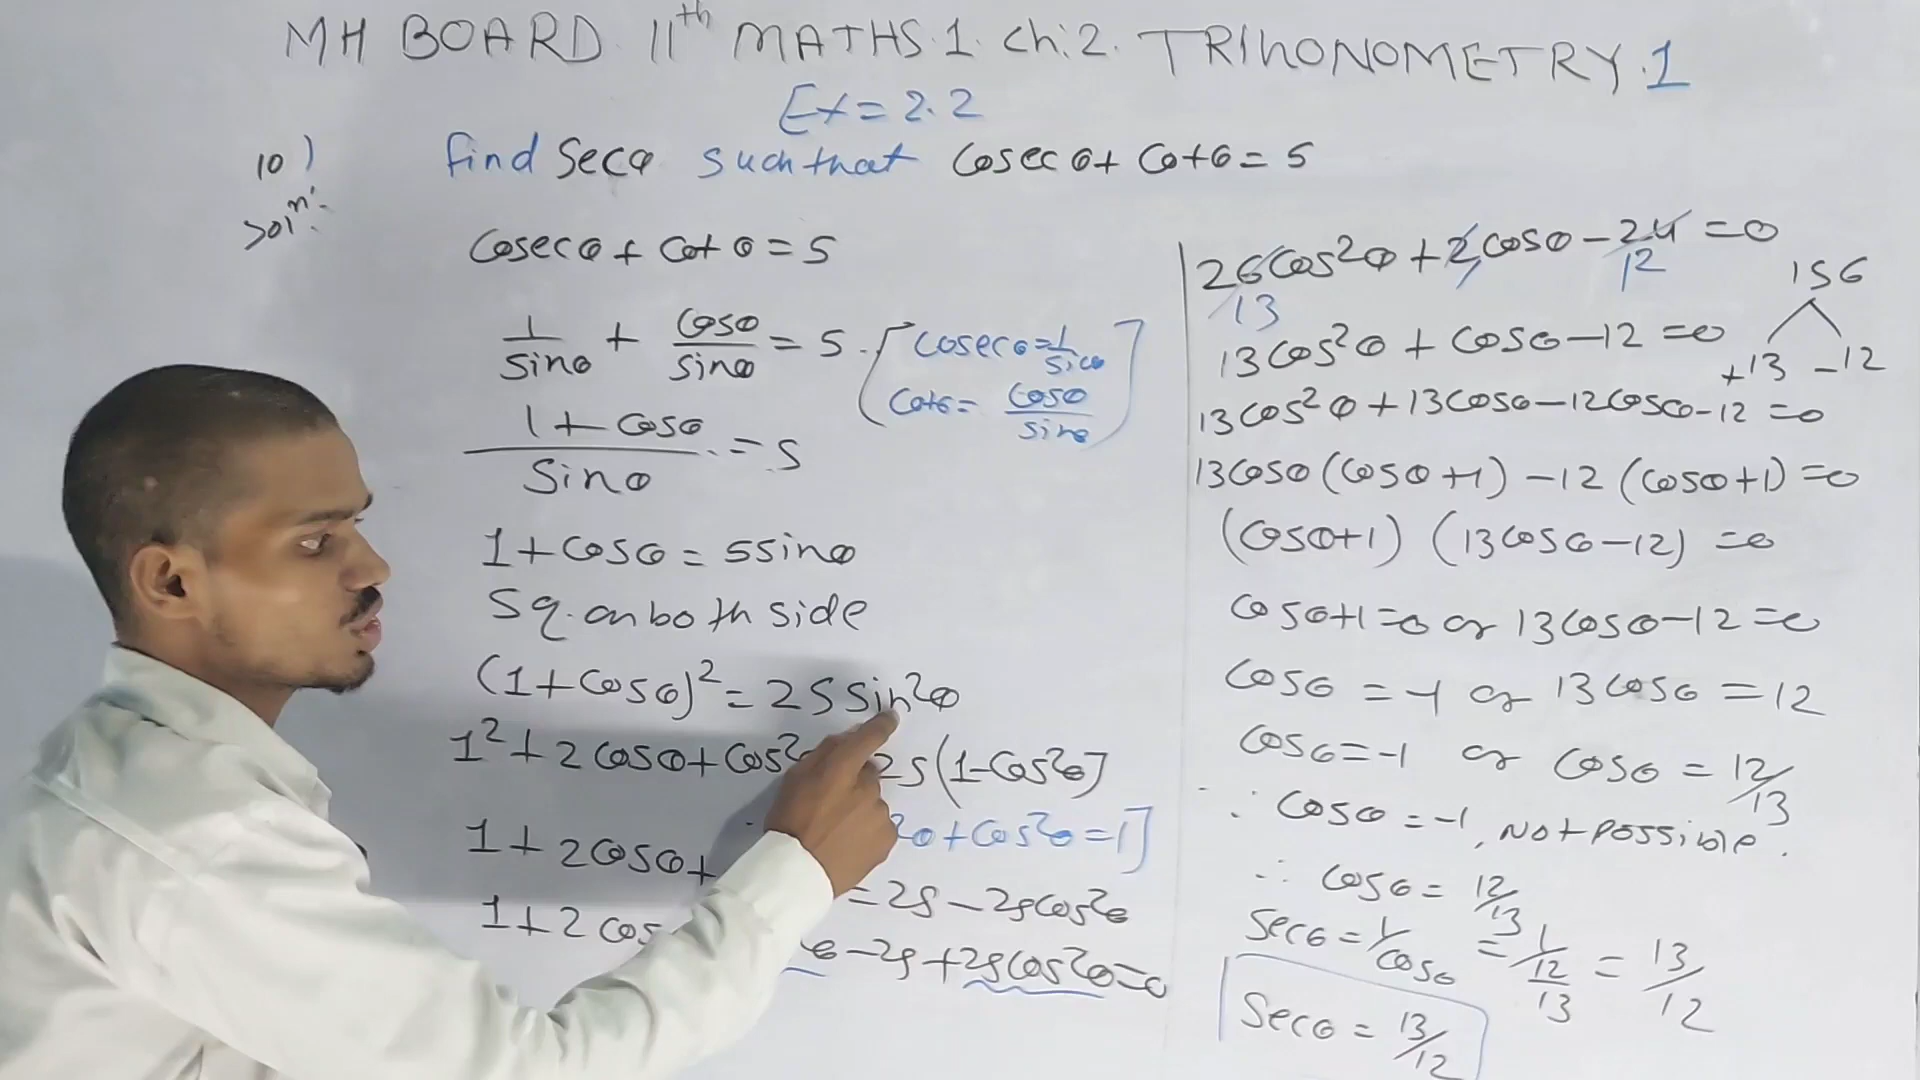 MH BOARD 11th MATHS.1. Ch:2. TRIGONOMETRY.1
Ex = 2.2
10) find Secθ such that Cosecθ + Cotθ = 5
Solⁿ:
Cosecθ + Cotθ = 5
1/sinθ + Cosθ/sinθ = 5. [Cosecθ = 1/sinθ
Cotθ = Cosθ/sinθ]
1 + Cosθ/Sinθ = 5
1 + Cosθ = 5sinθ
Sq. on both side
(1 + Cosθ)² = 25 Sin²θ
1² + 2 Cosθ + Cos² 25(1-Cos²θ)
²θ + Cos²θ = 1]
1 + 2Cosθ + = 25 - 25Cos²θ
1 + 2 Cos θ - 25 + 25Cos²θ = 0
26Cos²θ + 2Cosθ - 24 = 0
13 12
156
13Cos²θ + Cosθ - 12 = 0
+13 -12
13Cos²θ + 13Cosθ - 12Cosθ - 12 = 0
13Cosθ (Cosθ + 1) - 12 (Cosθ + 1) = 0
(Cosθ + 1) (13Cosθ - 12) = 0
Cosθ + 1 = 0 or 13Cosθ - 12 = 0
Cosθ = -1 or 13Cosθ = 12
Cosθ = -1 or Cosθ = 12/13
∵ Cosθ = -1, Not possible.
∴ Cosθ = 12/13
Secθ = 1/Cosθ = 1/12/13 = 13/12
Secθ = 13/12